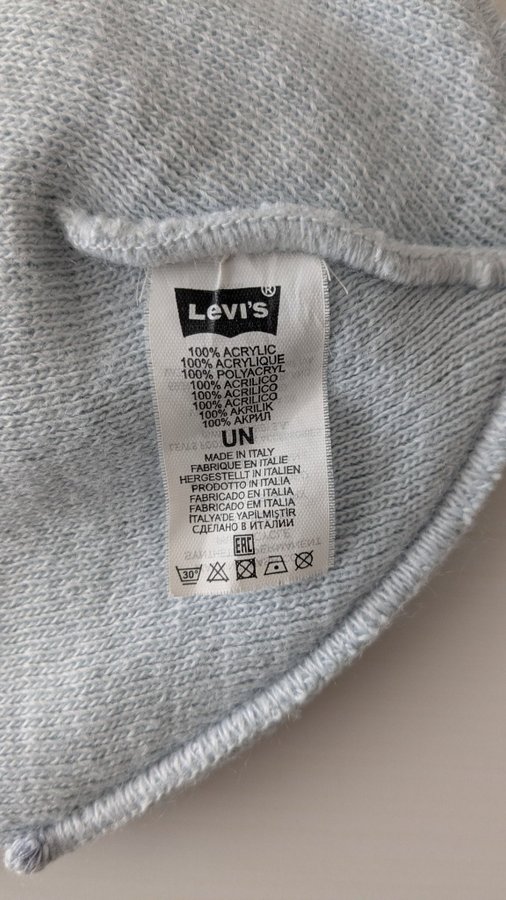 LEVI'S®
100% ACRYLIC
100% ACRYLIQUE
100% POLYACRYL
100% ACRILICO
100% ACRILICO
100% ACRILICO
100% AKRILIK
100% АКРИЛ
UN
MADE IN ITALY
FABRIQUE EN ITALIE
HERGESTELLT IN ITALIEN
PRODOTTO IN ITALIA
FABRICADO EN ITALIA
FABRICADO EM ITALIA
ITALYA'DE YAPILMIŞTIR
СДЕЛАНО В ИТАЛИИ
EAC
30°